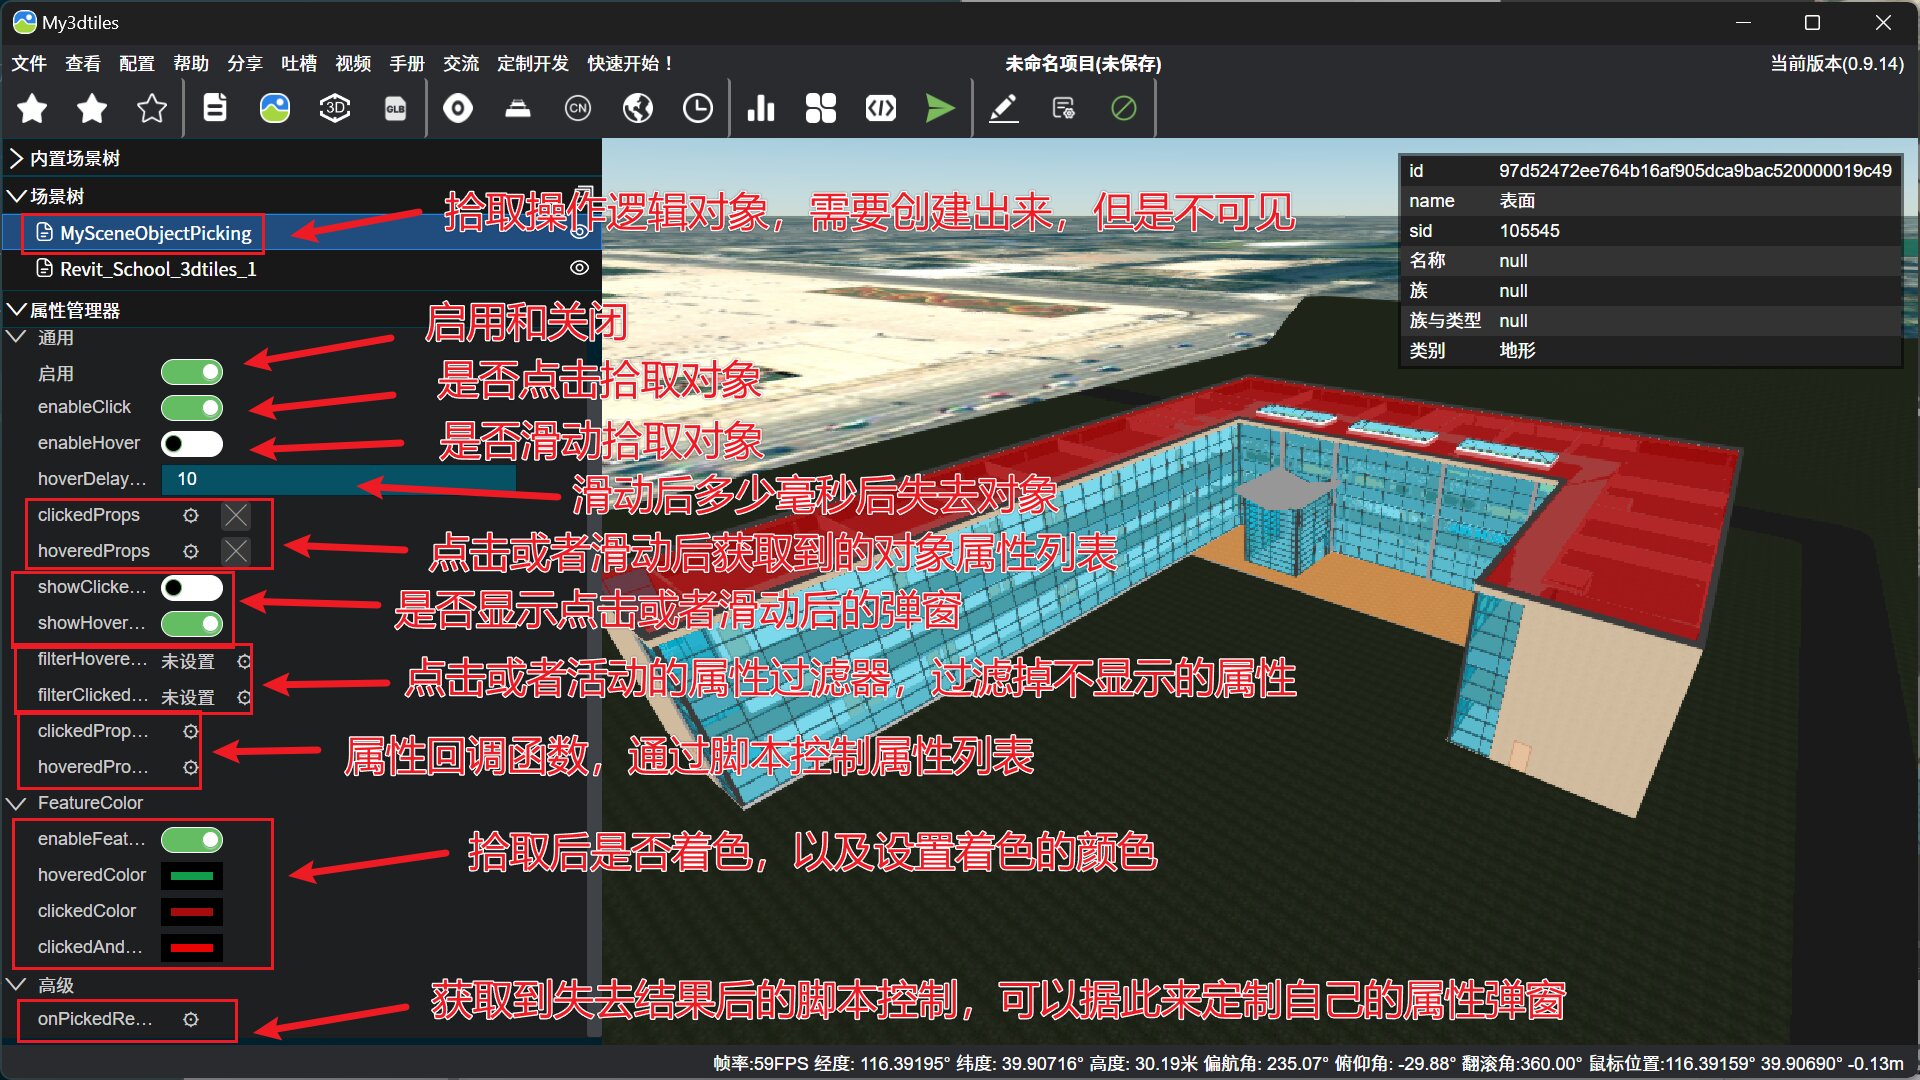 My3dtiles
文件 查看 配置 帮助 分享 吐槽 视频 手册 交流 定制开发 快速开始！ 未命名项目(未保存) 当前版本(0.9.14)
3D GLB CN
内置场景树
场景树
拾取操作逻辑对象，需要创建出来，但是不可见
MySceneObjectPicking
Revit_School_3dtiles_1
id 97d52472ee764b16af905dca9bac520000019c49
name 表面
sid 105545
名称 null
族 null
族与类型 null
类别 地形
属性管理器
通用
启用和关闭
启用
是否点击拾取对象
enableClick
是否滑动拾取对象
enableHover
hoverDelay... 10
滑动后多少毫秒后失去对象
clickedProps
hoveredProps
点击或者滑动后获取到的对象属性列表
showClicke...
是否显示点击或者滑动后的弹窗
showHover...
filterHovere... 未设置
点击或者活动的属性过滤器，过滤掉不显示的属性
filterClicked... 未设置
clickedProp...
属性回调函数，通过脚本控制属性列表
hoveredPro...
FeatureColor
enableFeat...
拾取后是否着色，以及设置着色的颜色
hoveredColor
clickedColor
clickedAnd...
高级
获取到失去结果后的脚本控制，可以据此来定制自己的属性弹窗
onPickedRe...
帧率:59FPS 经度: 116.39195° 纬度: 39.90716° 高度: 30.19米 偏航角: 235.07° 俯仰角: -29.88° 翻滚角:360.00° 鼠标位置:116.39159° 39.90690° -0.13m